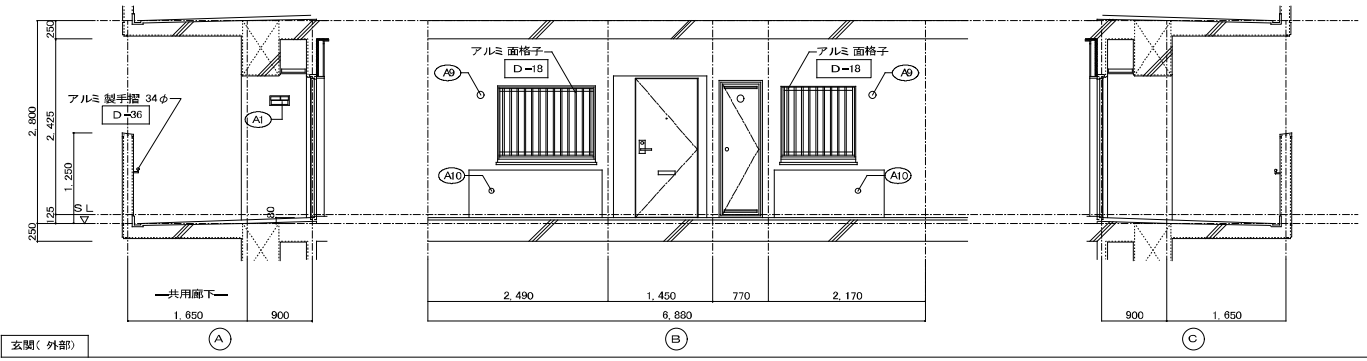 250
2,800
2,425
1,250
125
250
SL
アルミ製手摺 34φ
D-36
A1
80
共用廊下
1,650
900
A
アルミ面格子
D-18
A9
A10
アルミ面格子
D-18
A9
A10
2,490
1,450
770
2,170
6,880
B
900
1,650
C
玄関(外部)